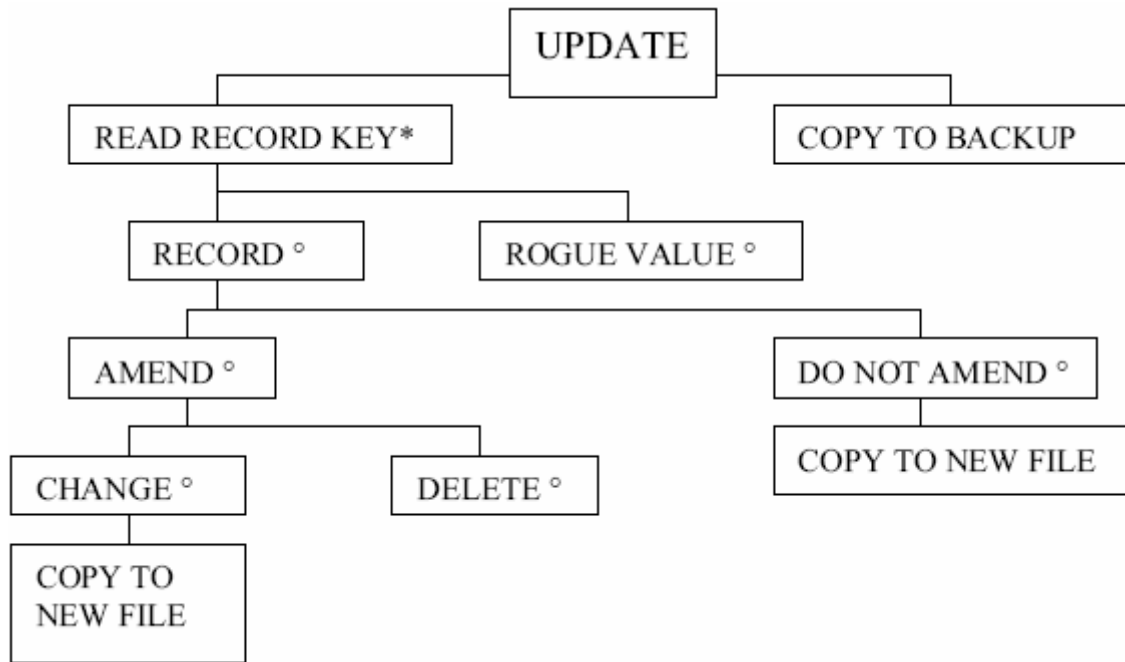 UPDATE
READ RECORD KEY*
COPY TO BACKUP
RECORD °
ROGUE VALUE °
AMEND °
DO NOT AMEND °
CHANGE °
DELETE °
COPY TO NEW FILE
COPY TO
NEW FILE